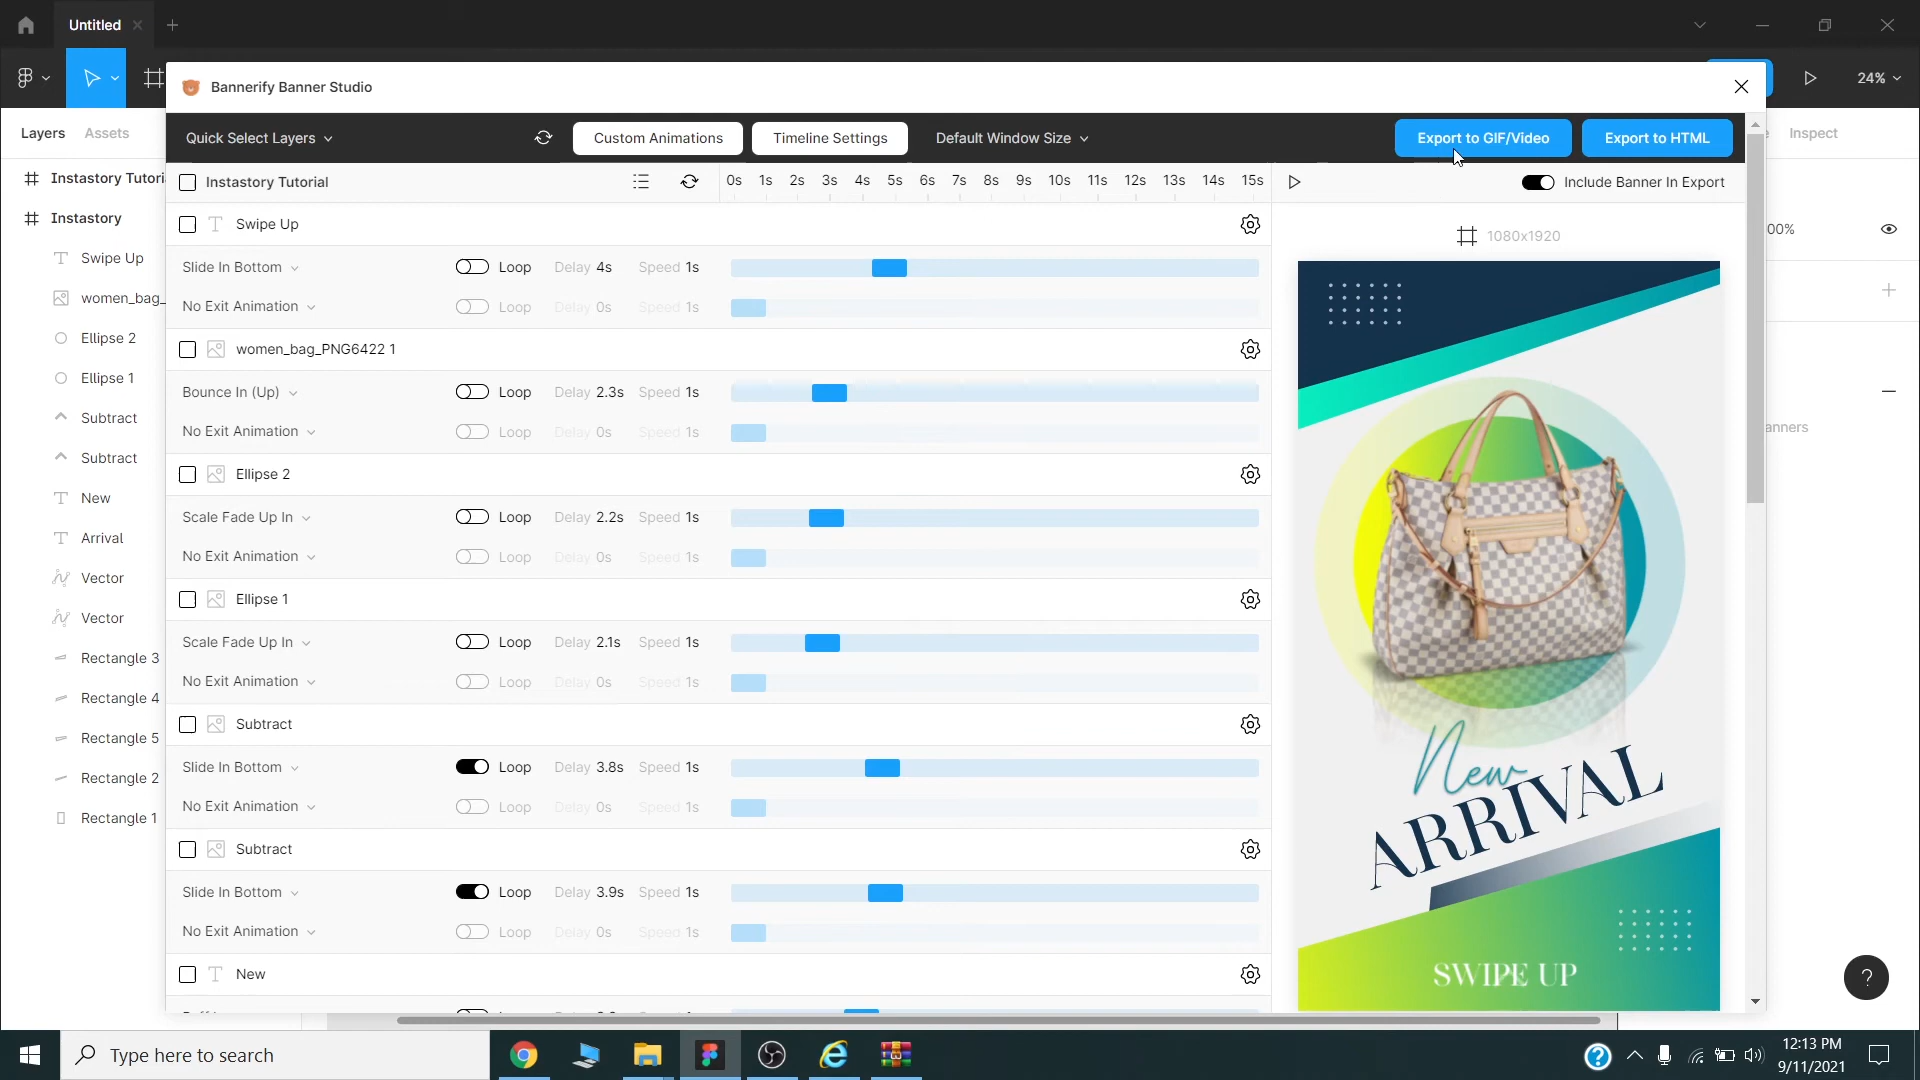 Untitled
24%
Bannerify Banner Studio
Layers Assets
Inspect
Quick Select Layers
Custom Animations
Timeline Settings
Default Window Size
Export to GIF/Video
Export to HTML
Instastory Tutori
Instastory Tutorial
0s 1s 2s 3s 4s 5s 6s 7s 8s 9s 10s 11s 12s 13s 14s 15s
Include Banner In Export
Instastory
Swipe Up
00%
1080x1920
Swipe Up
Slide In Bottom Loop Delay 4s Speed 1s
women_bag_
No Exit Animation Loop Delay 0s Speed 1s
Ellipse 2
women_bag_PNG6422 1
Ellipse 1
Bounce In (Up) Loop Delay 2.3s Speed 1s
Subtract
No Exit Animation Loop Delay 0s Speed 1s
anners
Subtract
Ellipse 2
New
Scale Fade Up In Loop Delay 2.2s Speed 1s
Arrival
No Exit Animation Loop Delay 0s Speed 1s
Vector
Ellipse 1
Vector
Scale Fade Up In Loop Delay 2.1s Speed 1s
Rectangle 3
No Exit Animation Loop Delay 0s Speed 1s
Rectangle 4
Subtract
Rectangle 5
Slide In Bottom Loop Delay 3.8s Speed 1s
Rectangle 2
No Exit Animation Loop Delay 0s Speed 1s
Rectangle 1
Subtract
Slide In Bottom Loop Delay 3.9s Speed 1s
No Exit Animation Loop Delay 0s Speed 1s
New
New
ARRIVAL
SWIPE UP
?
Type here to search
12:13 PM
9/11/2021